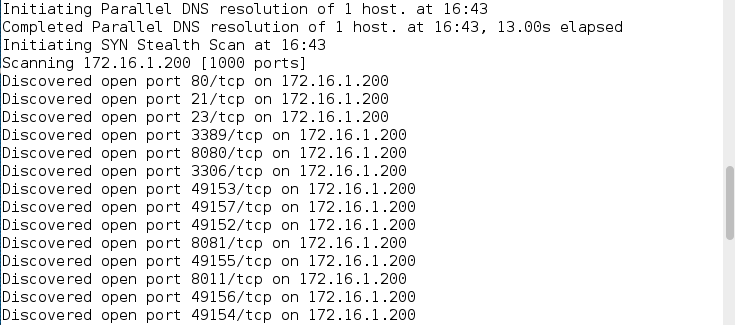 Initiating Parallel DNS resolution of 1 host. at 16:43
Completed Parallel DNS resolution of 1 host. at 16:43, 13.00s elapsed
Initiating SYN Stealth Scan at 16:43
Scanning 172.16.1.200 [1000 ports]
Discovered open port 80/tcp on 172.16.1.200
Discovered open port 21/tcp on 172.16.1.200
Discovered open port 23/tcp on 172.16.1.200
Discovered open port 3389/tcp on 172.16.1.200
Discovered open port 8080/tcp on 172.16.1.200
Discovered open port 3306/tcp on 172.16.1.200
Discovered open port 49153/tcp on 172.16.1.200
Discovered open port 49157/tcp on 172.16.1.200
Discovered open port 49152/tcp on 172.16.1.200
Discovered open port 8081/tcp on 172.16.1.200
Discovered open port 49155/tcp on 172.16.1.200
Discovered open port 8011/tcp on 172.16.1.200
Discovered open port 49156/tcp on 172.16.1.200
Discovered open port 49154/tcp on 172.16.1.200